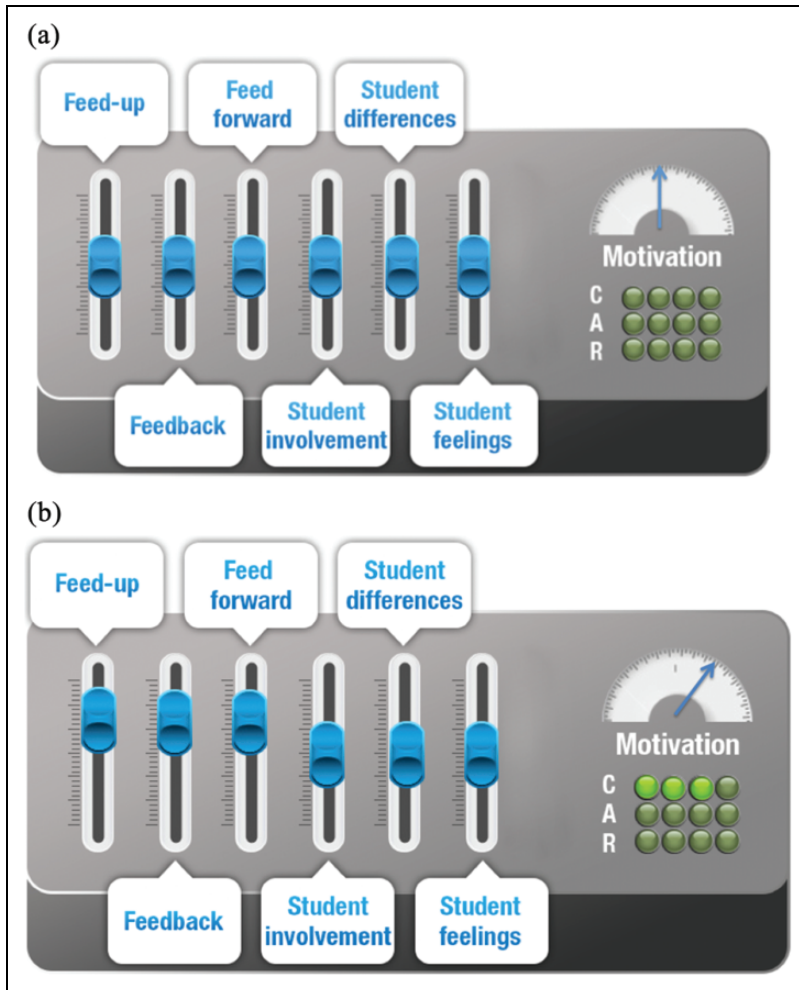 (a)
Feed-up
Feed
forward
Student
differences
Motivation
C
A
R
Feedback
Student
involvement
Student
feelings
(b)
Feed-up
Feed
forward
Student
differences
Motivation
C
A
R
Feedback
Student
involvement
Student
feelings